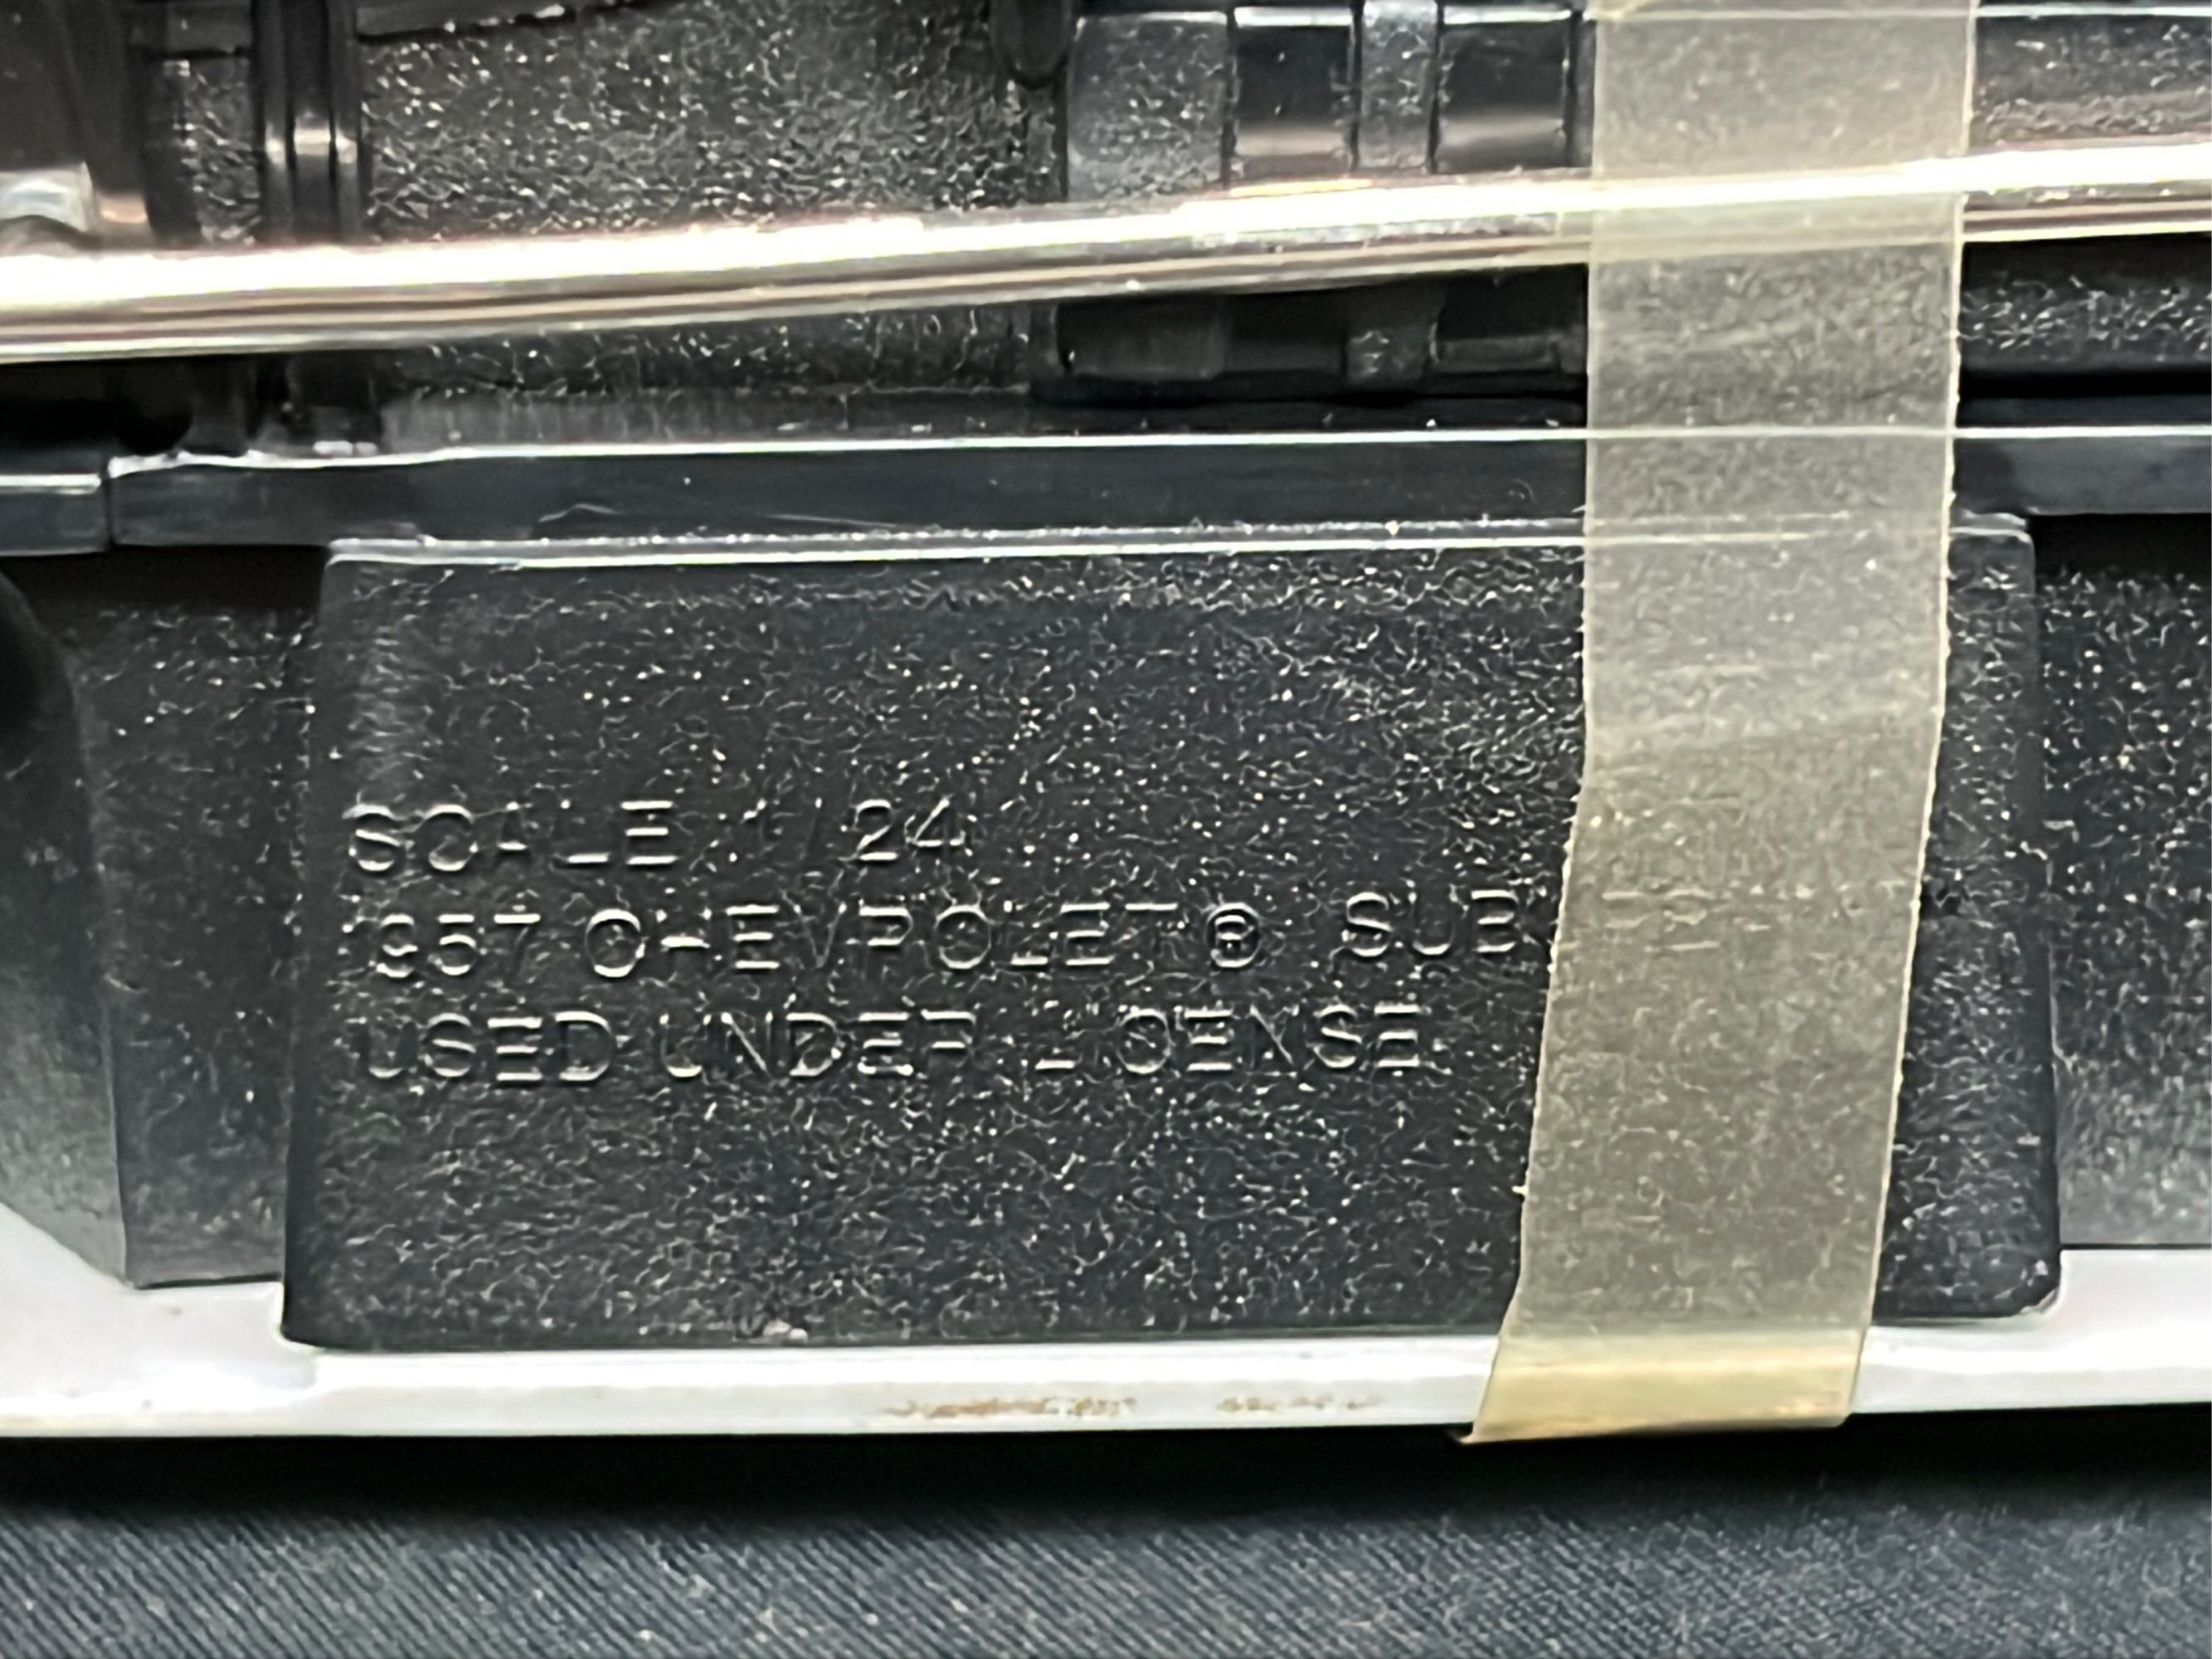 SCALE 1/24
1957 CHEVROLET® SUB
USED UNDER LICENSE